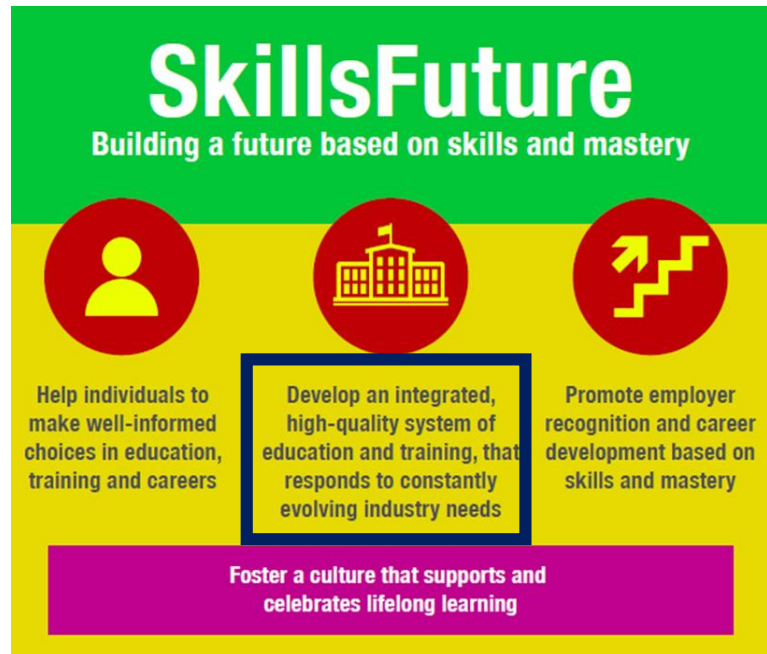 SkillsFuture
Building a future based on skills and mastery
Help individuals to
make well-informed
choices in education,
training and careers
Develop an integrated,
high-quality system of
education and training, that
responds to constantly
evolving industry needs
Promote employer
recognition and career
development based on
skills and mastery
Foster a culture that supports and
celebrates lifelong learning